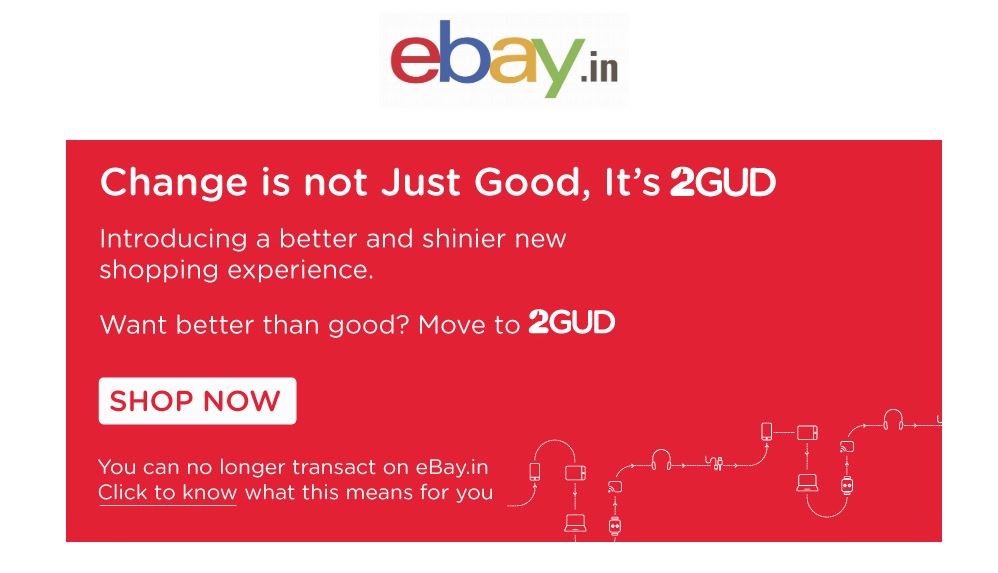 ebay.in
Change is not Just Good, It's 2GUD
Introducing a better and shinier new
shopping experience.
Want better than good? Move to 2GUD
SHOP NOW
You can no longer transact on eBay.in
Click to know what this means for you